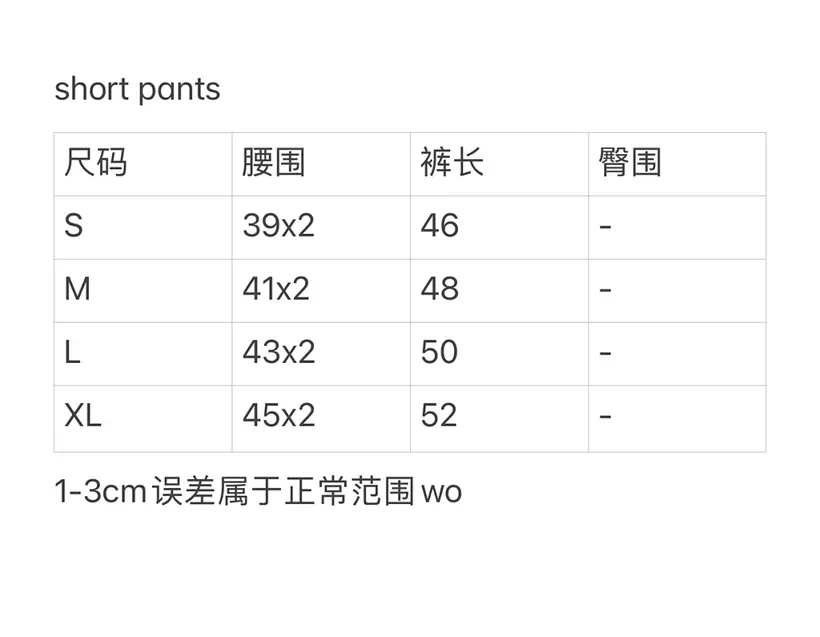 short pants
尺码 腰围 裤长 臀围
S 39x2 46 -
M 41x2 48 -
L 43x2 50 -
XL 45x2 52 -
1-3cm误差属于正常范围wo